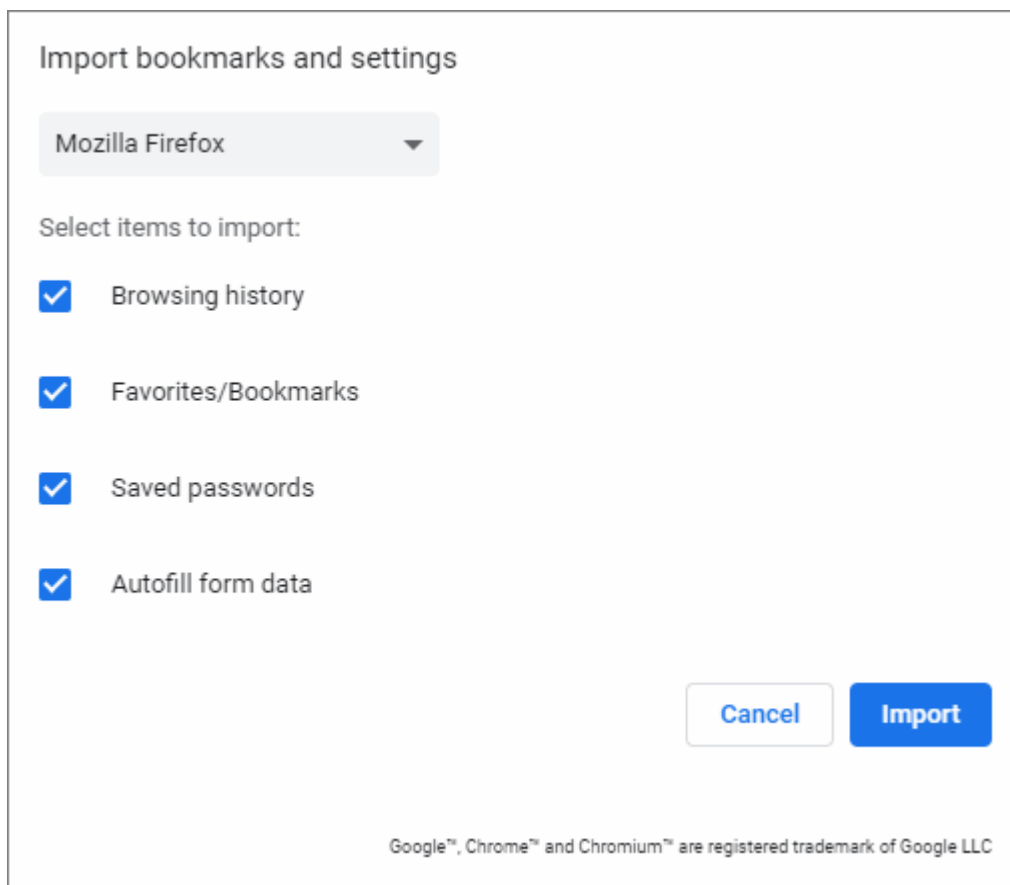 Import bookmarks and settings
Mozilla Firefox
Select items to import:
Browsing history
Favorites/Bookmarks
Saved passwords
Autofill form data
Cancel
Import
Google™, Chrome™ and Chromium™ are registered trademark of Google LLC